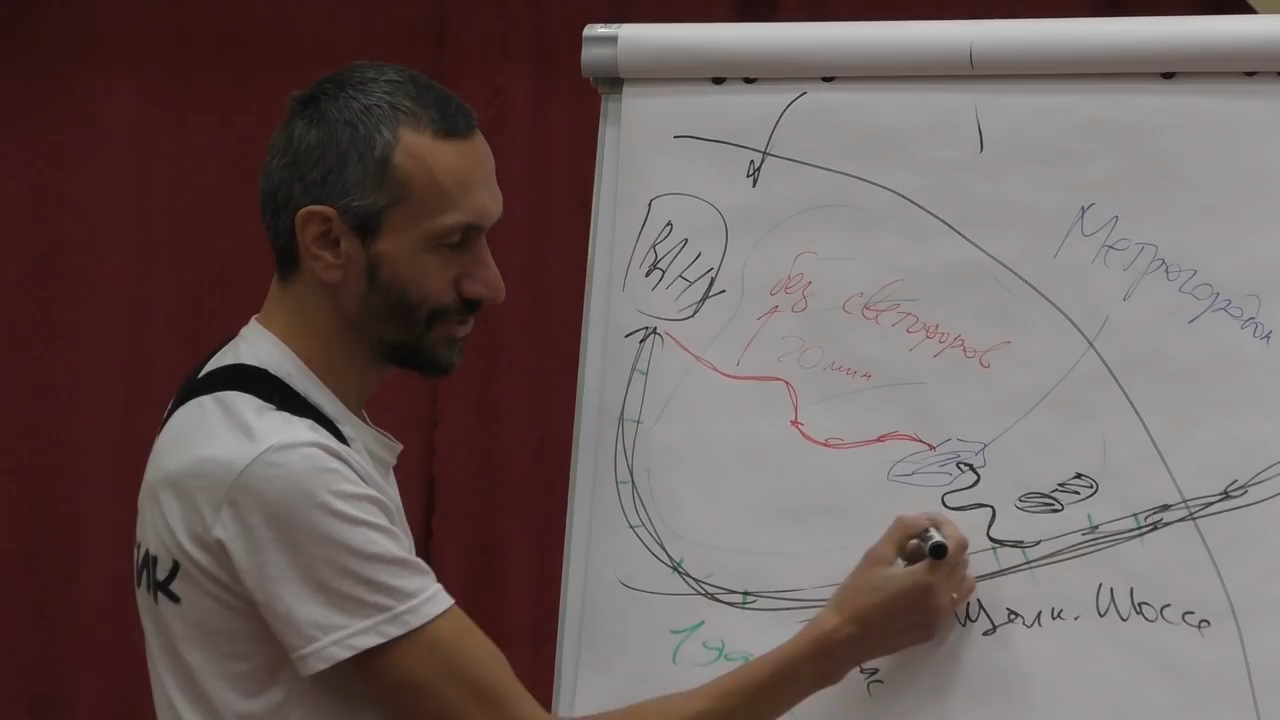 ВДНХ
Метрогородок
без светофоров
20 мин
Щелк. Шоссе